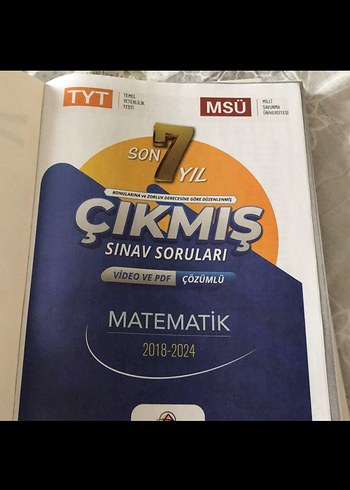 TYT
TEMEL
YETERLİLİK
TESTİ
MSÜ
MİLLİ
SAVUNMA
ÜNİVERSİTESİ
SON 7 YIL
KONULARINA ve ZORLUK DERECESİNE GÖRE DÜZENLENMİŞ
ÇIKMIŞ
SINAV SORULARI
VİDEO VE PDF ÇÖZÜMLÜ
MATEMATİK
2018-2024